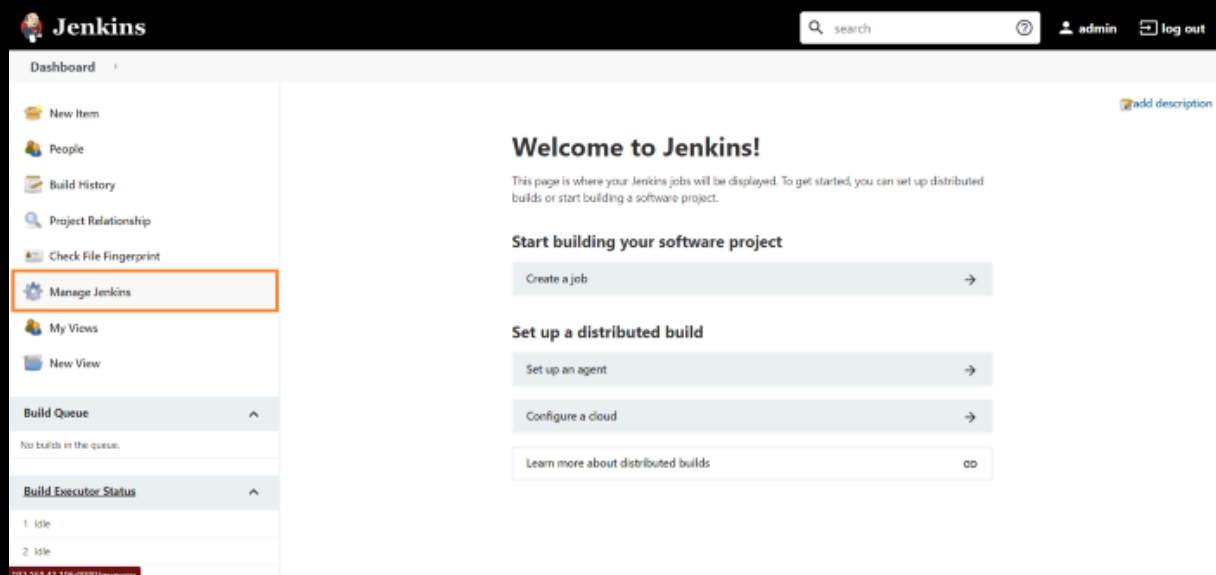 Jenkins
search
admin
log out
Dashboard
add description
New Item
People
Build History
Project Relationship
Check File Fingerprint
Manage Jenkins
My Views
New View
Build Queue
No builds in the queue.
Build Executor Status
1 Idle
2 Idle
Welcome to Jenkins!
This page is where your Jenkins jobs will be displayed. To get started, you can set up distributed
builds or start building a software project.
Start building your software project
Create a job
Set up a distributed build
Set up an agent
Configure a cloud
Learn more about distributed builds